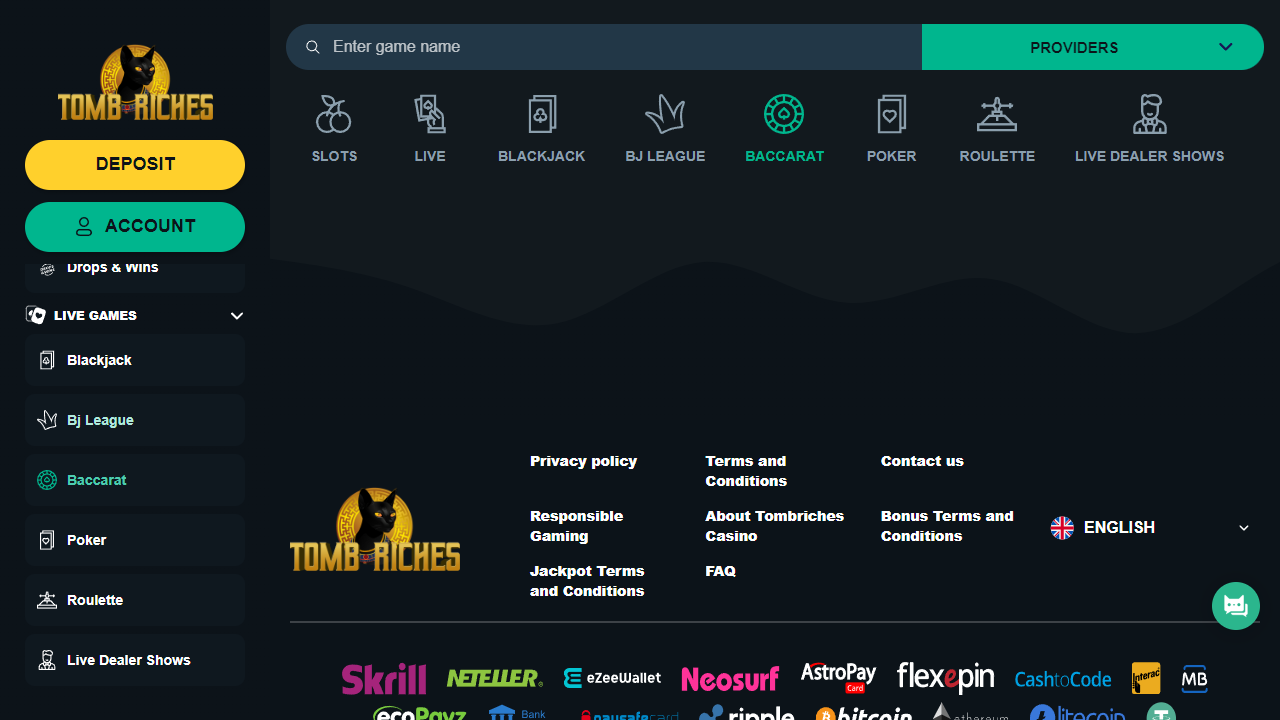 TOMB RICHES
DEPOSIT
ACCOUNT
Drops & Wins
LIVE GAMES
Blackjack
Bj League
Baccarat
Poker
Roulette
Live Dealer Shows
Enter game name
PROVIDERS
SLOTS
LIVE
BLACKJACK
BJ LEAGUE
BACCARAT
POKER
ROULETTE
LIVE DEALER SHOWS
TOMB RICHES
Privacy policy
Terms and
Conditions
Contact us
Responsible
Gaming
About Tombriches
Casino
Bonus Terms and
Conditions
Jackpot Terms
and Conditions
FAQ
ENGLISH
Skrill
NETELLER
eZeeWallet
Neosurf
AstroPay
Card
flexepin
CashtoCode
Interac
MB
ecoPayz
Bank
paysafecard
ripple
bitcoin
ethereum
litecoin